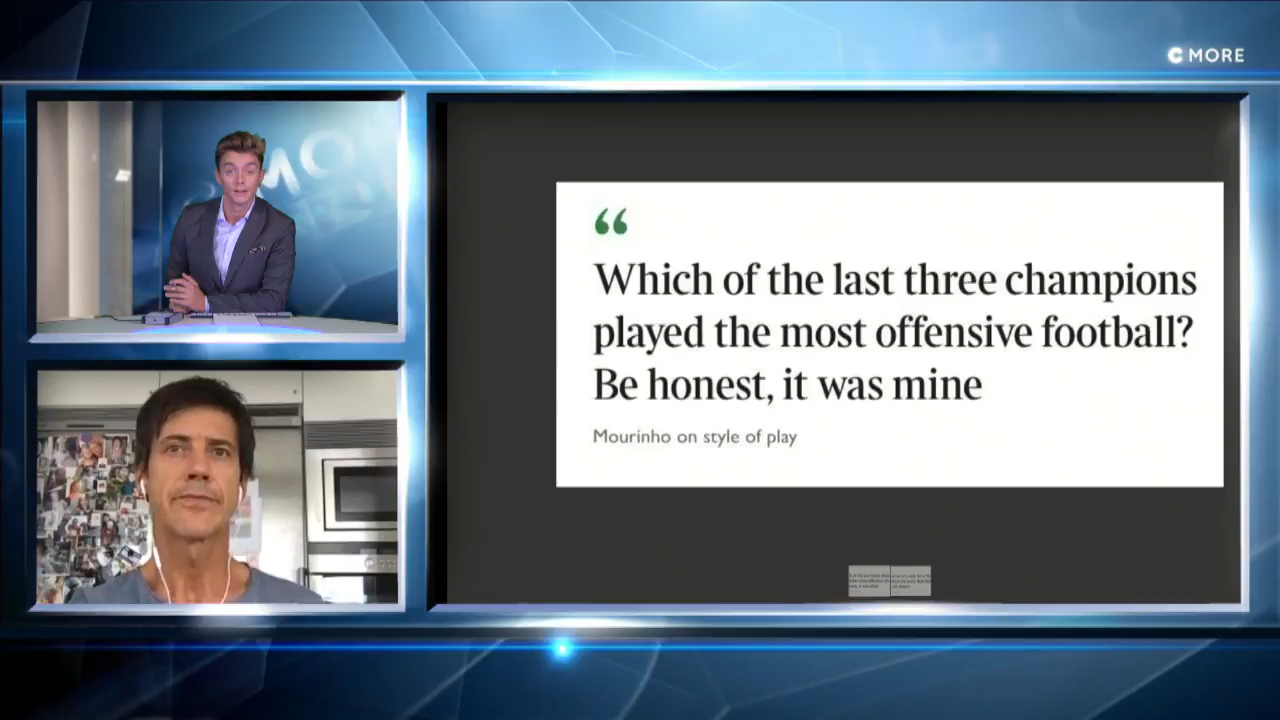 C MORE
MO
“
Which of the last three champions
played the most offensive football?
Be honest, it was mine
Mourinho on style of play